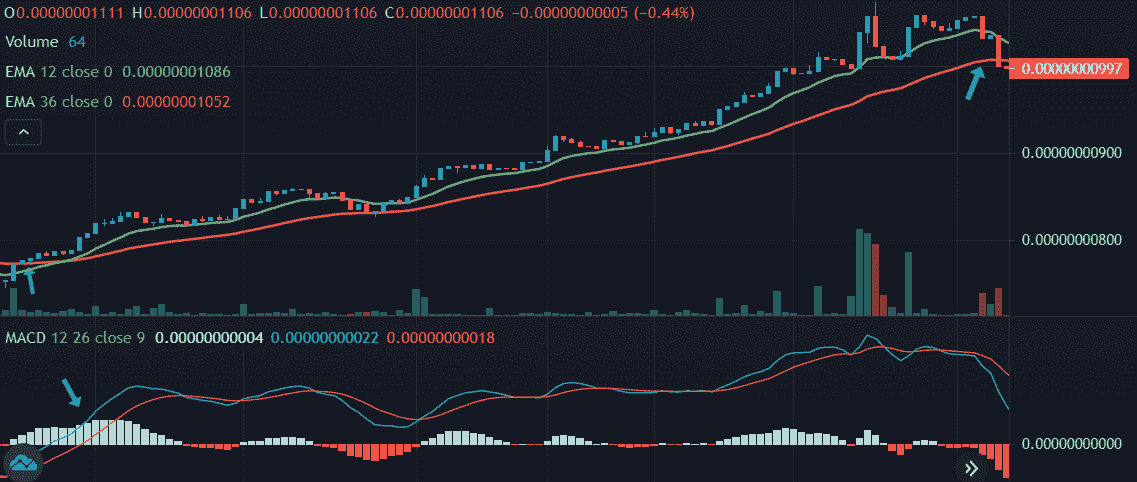 O0.00000001111 H0.00000001106 L0.00000001106 C0.00000001106 −0.00000000005 (−0.44%)
Volume 64
EMA 12 close 0 0.00000001086
EMA 36 close 0 0.00000001052
0.00000000997
0.00000000900
0.00000000800
MACD 12 26 close 9 0.00000000004 0.00000000022 0.00000000018
0.00000000000